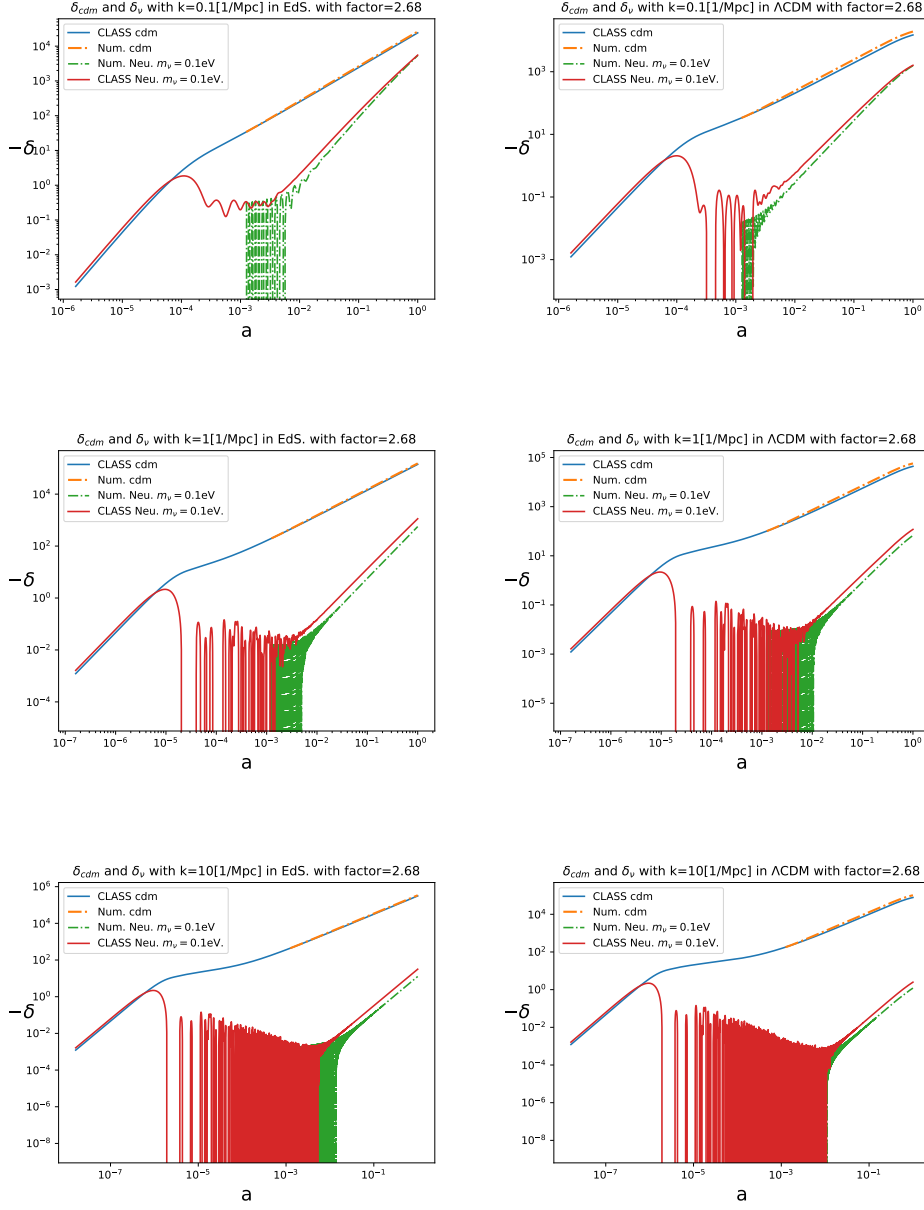 δ_cdm and δ_ν with k=0.1[1/Mpc] in EdS. with factor=2.68
CLASS cdm
Num. cdm
Num. Neu. m_ν = 0.1eV
CLASS Neu. m_ν = 0.1eV.
10^4
10^3
10^2
10^1
10^0
10^-1
10^-2
10^-3
−δ
10^-6
10^-5
10^-4
10^-3
10^-2
10^-1
10^0
a
δ_cdm and δ_ν with k=0.1[1/Mpc] in ΛCDM with factor=2.68
CLASS cdm
Num. cdm
Num. Neu. m_ν = 0.1eV
CLASS Neu. m_ν = 0.1eV.
10^3
10^1
10^-1
10^-3
−δ
10^-6
10^-5
10^-4
10^-3
10^-2
10^-1
10^0
a
δ_cdm and δ_ν with k=1[1/Mpc] in EdS. with factor=2.68
CLASS cdm
Num. cdm
Num. Neu. m_ν = 0.1eV
CLASS Neu. m_ν = 0.1eV.
10^4
10^2
10^0
10^-2
10^-4
−δ
10^-7
10^-6
10^-5
10^-4
10^-3
10^-2
10^-1
10^0
a
δ_cdm and δ_ν with k=1[1/Mpc] in ΛCDM with factor=2.68
CLASS cdm
Num. cdm
Num. Neu. m_ν = 0.1eV
CLASS Neu. m_ν = 0.1eV.
10^5
10^3
10^1
10^-1
10^-3
10^-5
−δ
10^-7
10^-6
10^-5
10^-4
10^-3
10^-2
10^-1
10^0
a
δ_cdm and δ_ν with k=10[1/Mpc] in EdS. with factor=2.68
CLASS cdm
Num. cdm
Num. Neu. m_ν = 0.1eV
CLASS Neu. m_ν = 0.1eV.
10^6
10^4
10^2
10^0
10^-2
10^-4
10^-6
10^-8
−δ
10^-7
10^-5
10^-3
10^-1
a
δ_cdm and δ_ν with k=10[1/Mpc] in ΛCDM with factor=2.68
CLASS cdm
Num. cdm
Num. Neu. m_ν = 0.1eV
CLASS Neu. m_ν = 0.1eV.
10^4
10^2
10^0
10^-2
10^-4
10^-6
10^-8
−δ
10^-7
10^-5
10^-3
10^-1
a